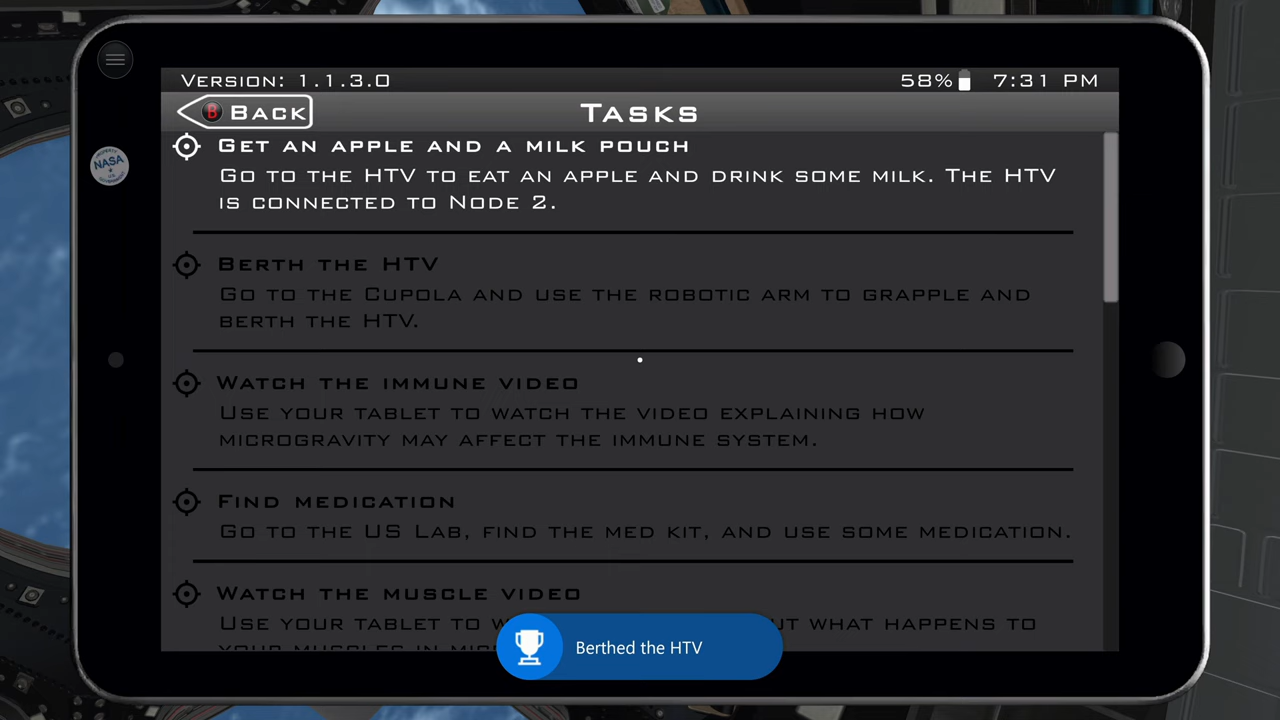 Version: 1.1.3.0
58%
7:31 PM
B Back
Tasks
NASA
Get an apple and a milk pouch
Go to the HTV to eat an apple and drink some milk. The HTV
is connected to Node 2.
Berth the HTV
Go to the Cupola and use the robotic arm to grapple and
berth the HTV.
Watch the immune video
Use your tablet to watch the video explaining how
microgravity may affect the immune system.
Find medication
Go to the US Lab, find the med kit, and use some medication.
Watch the muscle video
Use your tablet to what happens to
your muscles in
Berthed the HTV